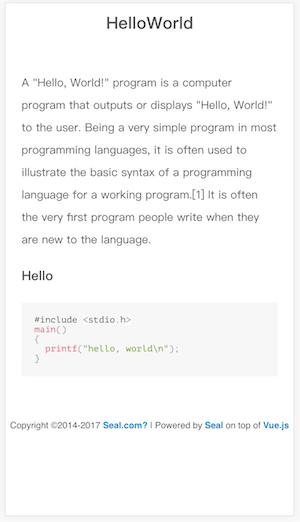 HelloWorld
A "Hello, World!" program is a computer
program that outputs or displays "Hello, World!"
to the user. Being a very simple program in most
programming languages, it is often used to
illustrate the basic syntax of a programming
language for a working program.[1] It is often
the very first program people write when they
are new to the language.
Hello
#include <stdio.h>
main()
{
  printf("hello, world\n");
}
Copyright ©2014-2017 Seal.com? | Powered by Seal on top of Vue.js